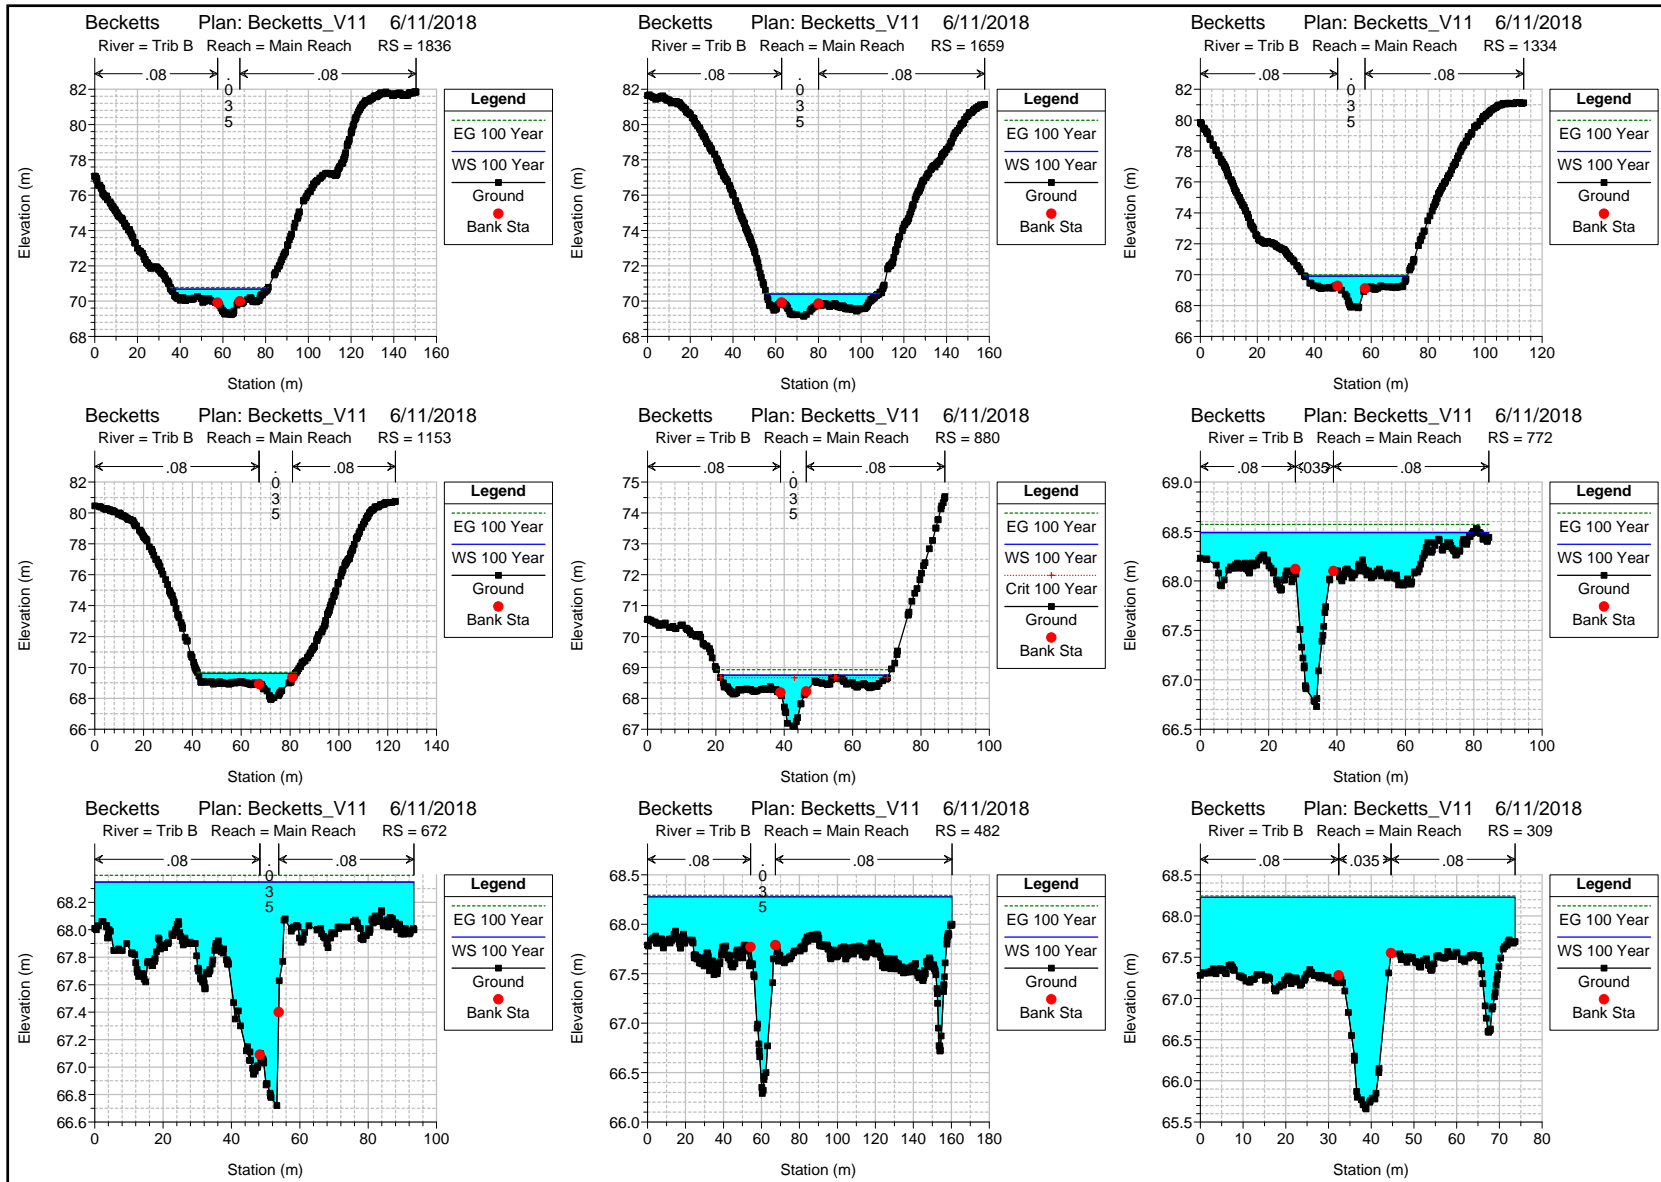 Becketts Plan: Becketts_V11 6/11/2018
River = Trib B Reach = Main Reach RS = 1836
.08 .035 .08
82
80
78
76
74
72
70
68
0 20 40 60 80 100 120 140 160
Elevation (m)
Station (m)
Legend
EG 100 Year
WS 100 Year
Ground
Bank Sta
Becketts Plan: Becketts_V11 6/11/2018
River = Trib B Reach = Main Reach RS = 1659
.08 .035 .08
82
80
78
76
74
72
70
68
0 20 40 60 80 100 120 140 160
Elevation (m)
Station (m)
Legend
EG 100 Year
WS 100 Year
Ground
Bank Sta
Becketts Plan: Becketts_V11 6/11/2018
River = Trib B Reach = Main Reach RS = 1334
.08 .035 .08
82
80
78
76
74
72
70
68
66
0 20 40 60 80 100 120
Elevation (m)
Station (m)
Legend
EG 100 Year
WS 100 Year
Ground
Bank Sta
Becketts Plan: Becketts_V11 6/11/2018
River = Trib B Reach = Main Reach RS = 1153
.08 .035 .08
82
80
78
76
74
72
70
68
66
0 20 40 60 80 100 120 140
Elevation (m)
Station (m)
Legend
EG 100 Year
WS 100 Year
Ground
Bank Sta
Becketts Plan: Becketts_V11 6/11/2018
River = Trib B Reach = Main Reach RS = 880
.08 .035 .08
75
74
73
72
71
70
69
68
67
0 20 40 60 80 100
Elevation (m)
Station (m)
Legend
EG 100 Year
WS 100 Year
Crit 100 Year
Ground
Bank Sta
Becketts Plan: Becketts_V11 6/11/2018
River = Trib B Reach = Main Reach RS = 772
.08 .035 .08
69.0
68.5
68.0
67.5
67.0
66.5
0 20 40 60 80 100
Elevation (m)
Station (m)
Legend
EG 100 Year
WS 100 Year
Ground
Bank Sta
Becketts Plan: Becketts_V11 6/11/2018
River = Trib B Reach = Main Reach RS = 672
.08 .035 .08
68.2
68.0
67.8
67.6
67.4
67.2
67.0
66.8
66.6
0 20 40 60 80 100
Elevation (m)
Station (m)
Legend
EG 100 Year
WS 100 Year
Ground
Bank Sta
Becketts Plan: Becketts_V11 6/11/2018
River = Trib B Reach = Main Reach RS = 482
.08 .035 .08
68.5
68.0
67.5
67.0
66.5
66.0
0 20 40 60 80 100 120 140 160 180
Elevation (m)
Station (m)
Legend
EG 100 Year
WS 100 Year
Ground
Bank Sta
Becketts Plan: Becketts_V11 6/11/2018
River = Trib B Reach = Main Reach RS = 309
.08 .035 .08
68.5
68.0
67.5
67.0
66.5
66.0
65.5
0 10 20 30 40 50 60 70 80
Elevation (m)
Station (m)
Legend
EG 100 Year
WS 100 Year
Ground
Bank Sta